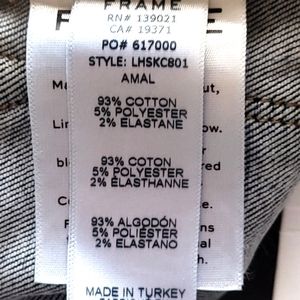 FRAME
RN# 139021
CA# 19371
PO# 617000
STYLE: LHSKC801
AMAL
93% COTTON
5% POLYESTER
2% ELASTANE
93% COTON
5% POLYESTER
2% ÉLASTHANNE
93% ALGODÓN
5% POLIÉSTER
2% ELASTANO
MADE IN TURKEY